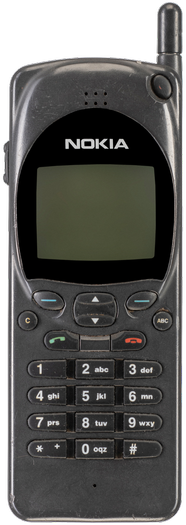 NOKIA
C ABC
1 2 abc 3 def
4 ghi 5 jkl 6 mn
7 prs 8 tuv 9 wxy
* + 0 oqz #